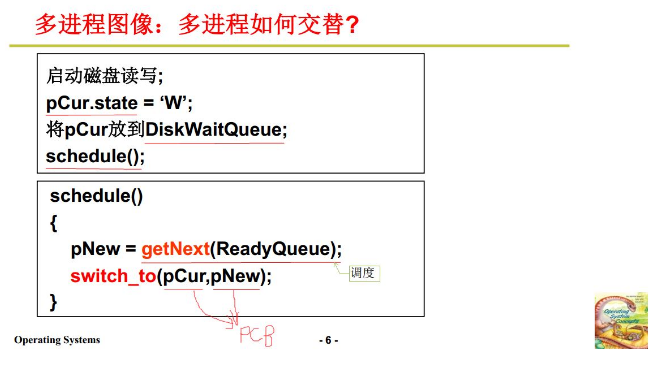 多进程图像：多进程如何交替?
启动磁盘读写;
pCur.state = ‘W’;
将pCur放到DiskWaitQueue;
schedule();
schedule()
{
pNew = getNext(ReadyQueue);
调度
switch_to(pCur,pNew);
}
PCB
Operating System Concepts
Operating Systems
- 6 -